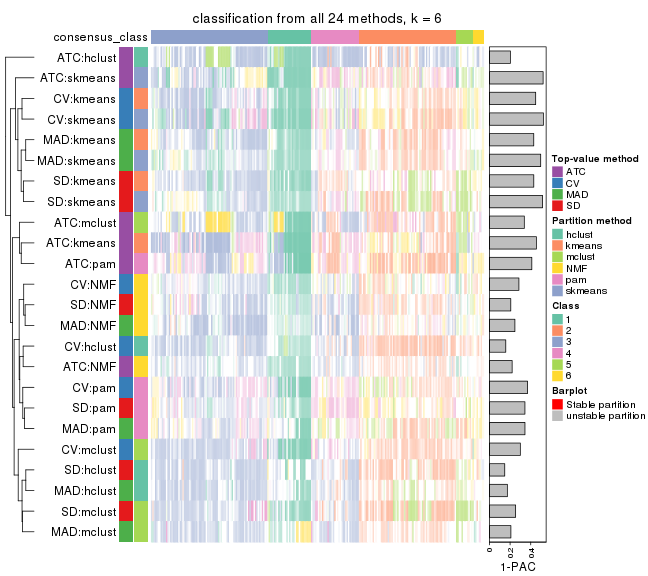 classification from all 24 methods, k = 6
consensus_class
ATC:hclust
ATC:skmeans
CV:kmeans
CV:skmeans
MAD:kmeans
MAD:skmeans
SD:kmeans
SD:skmeans
ATC:mclust
ATC:kmeans
ATC:pam
CV:NMF
SD:NMF
MAD:NMF
CV:hclust
ATC:NMF
CV:pam
SD:pam
MAD:pam
CV:mclust
SD:hclust
MAD:hclust
SD:mclust
MAD:mclust
0 0.2 0.4
1-PAC
Top-value method
ATC
CV
MAD
SD
Partition method
hclust
kmeans
mclust
NMF
pam
skmeans
Class
1
2
3
4
5
6
Barplot
Stable partition
unstable partition